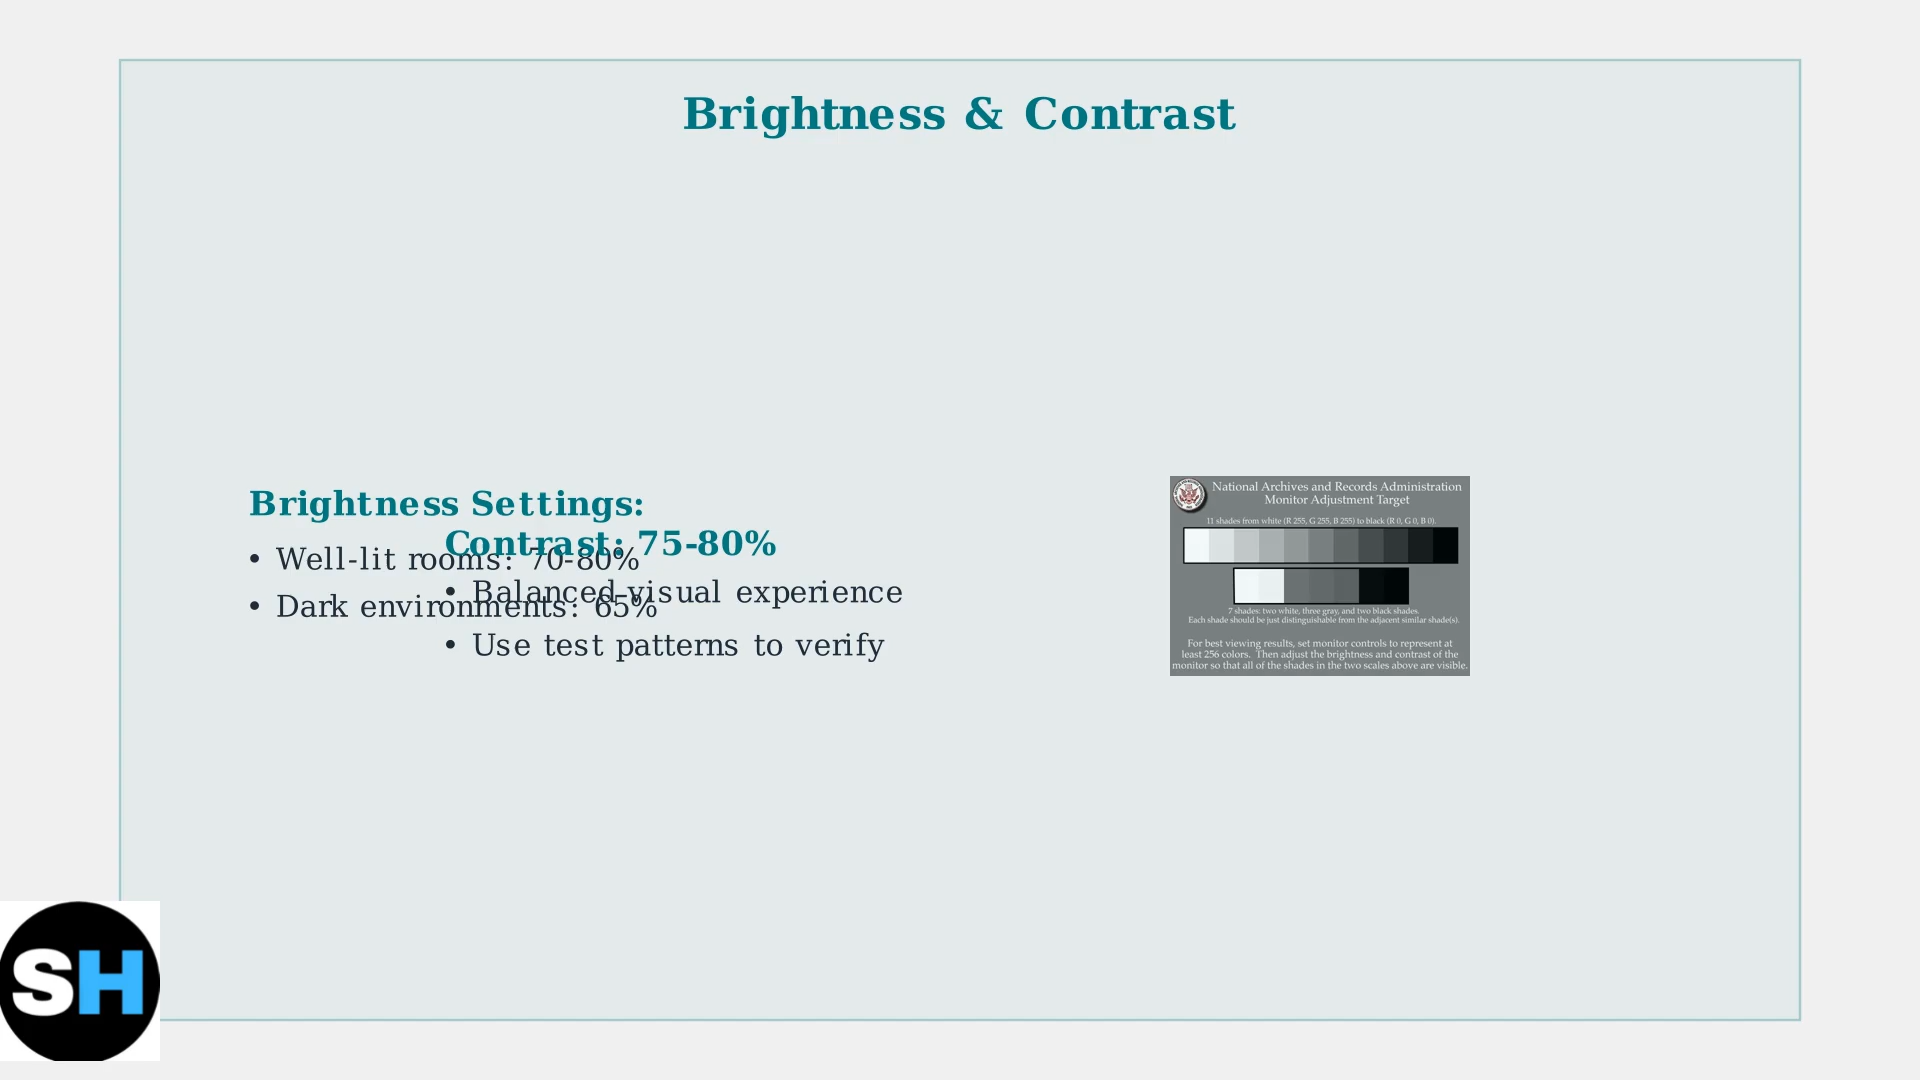 Brightness & Contrast
Brightness Settings:
• Well-lit rooms: 70-80%
• Dark environments: 65%
Contrast: 75-80%
• Balanced visual experience
• Use test patterns to verify
National Archives and Records Administration
Monitor Adjustment Target
11 shades from white (R 255, G 255, B 255) to black (R 0, G 0, B 0).
7 shades: two white, three gray, and two black shades.
Each shade should be just distinguishable from the adjacent similar shade(s).
For best viewing results, set monitor controls to represent at
least 256 colors. Then adjust the brightness and contrast of the
monitor so that all of the shades in the two scales above are visible.
SH